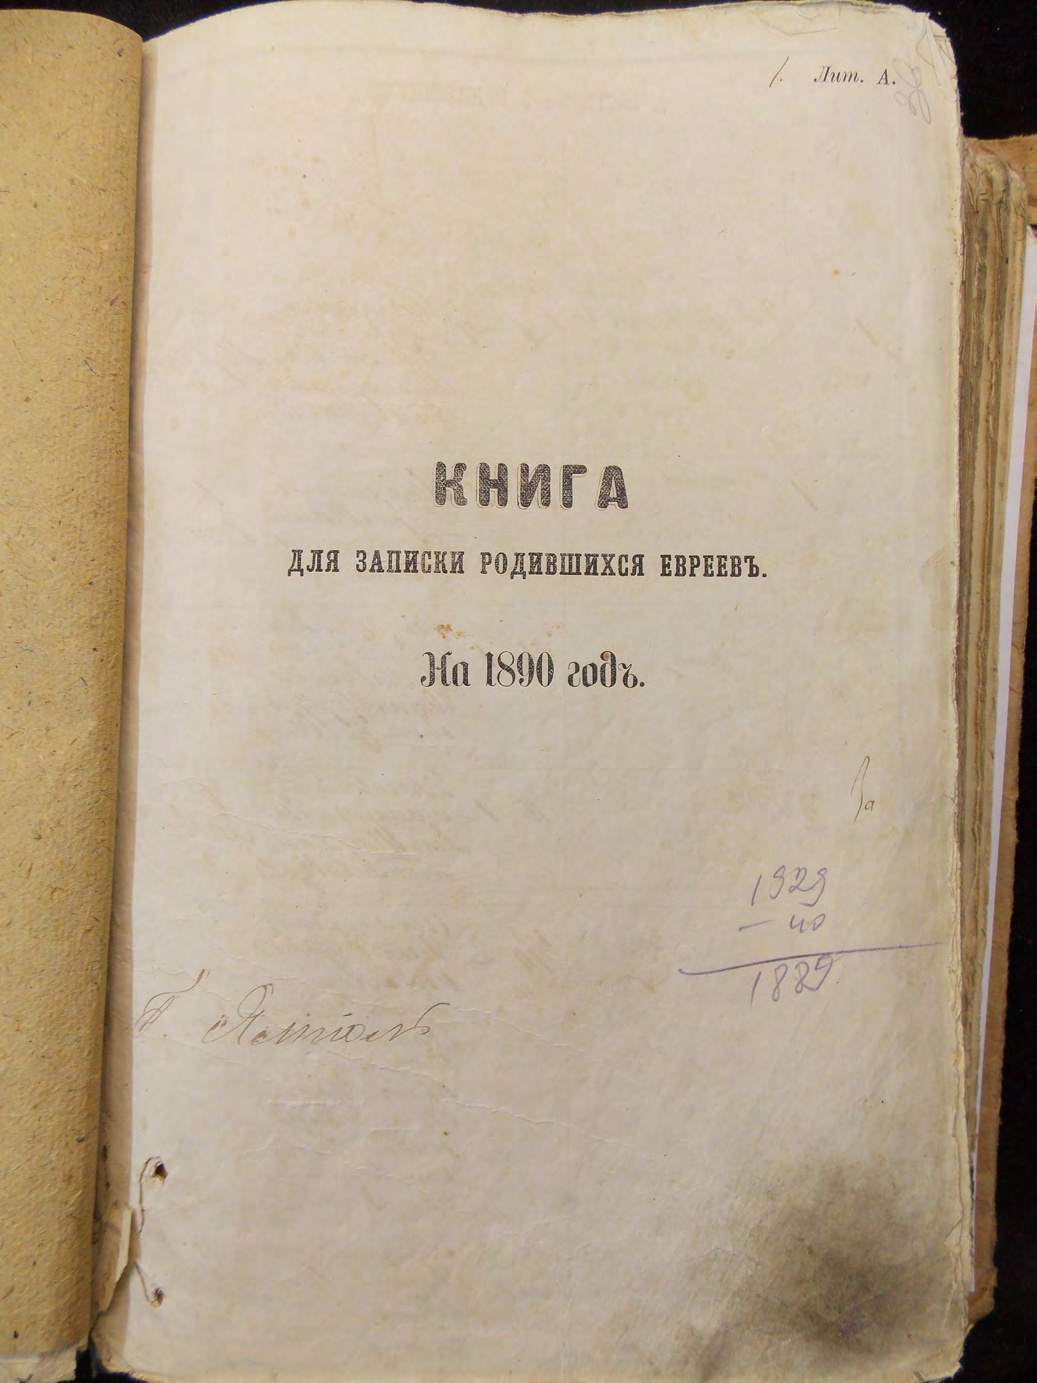 1. Лит. А.
КНИГА
ДЛЯ ЗАПИСКИ РОДИВШИХСЯ ЕВРЕЕВЪ.
На 1890 годъ.
1929
- 40
1889